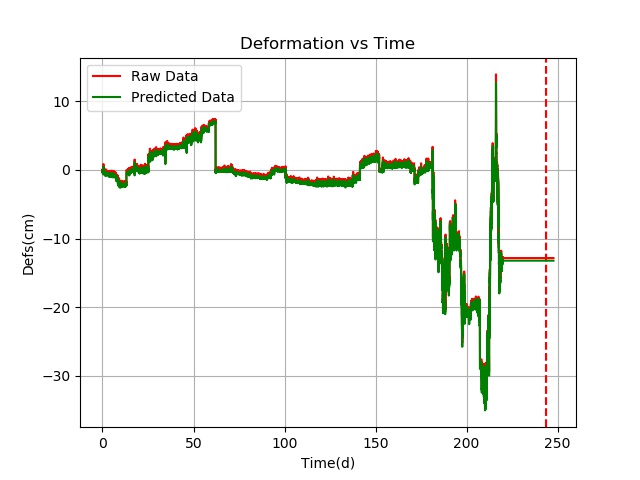 Deformation vs Time
Raw Data
Predicted Data
10
0
−10
−20
−30
Defs(cm)
0 50 100 150 200 250
Time(d)